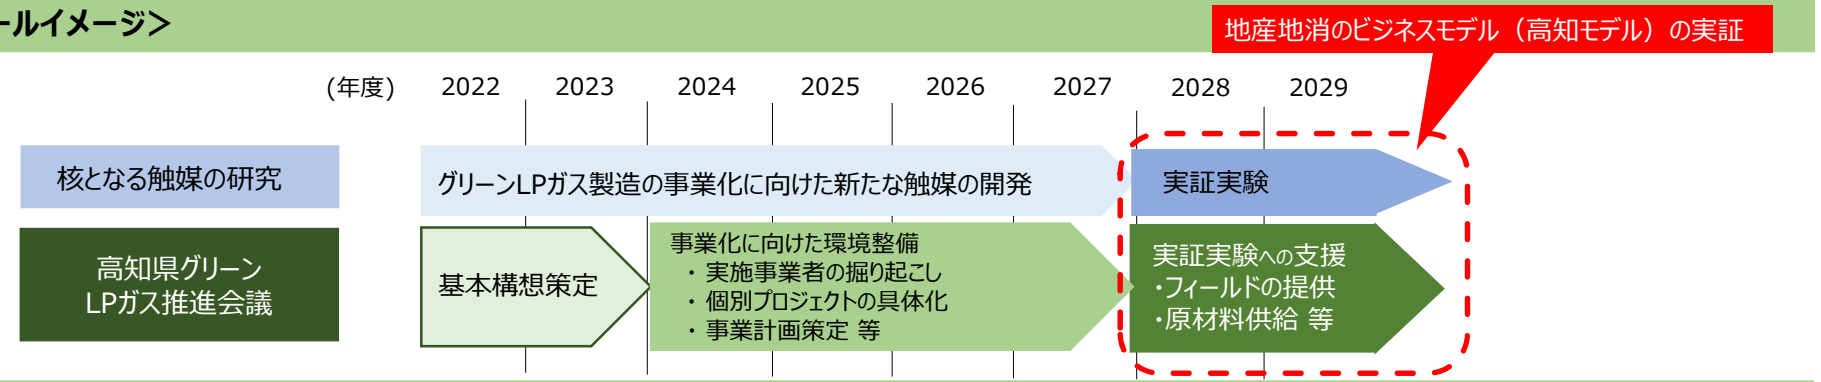 ールイメージ>
地産地消のビジネスモデル（高知モデル）の実証
(年度) 2022 2023 2024 2025 2026 2027 2028 2029
核となる触媒の研究
グリーンLPガス製造の事業化に向けた新たな触媒の開発
実証実験
高知県グリーン
LPガス推進会議
基本構想策定
事業化に向けた環境整備
・ 実施事業者の掘り起こし
・ 個別プロジェクトの具体化
・ 事業計画策定 等
実証実験への支援
・フィールドの提供
・原材料供給 等